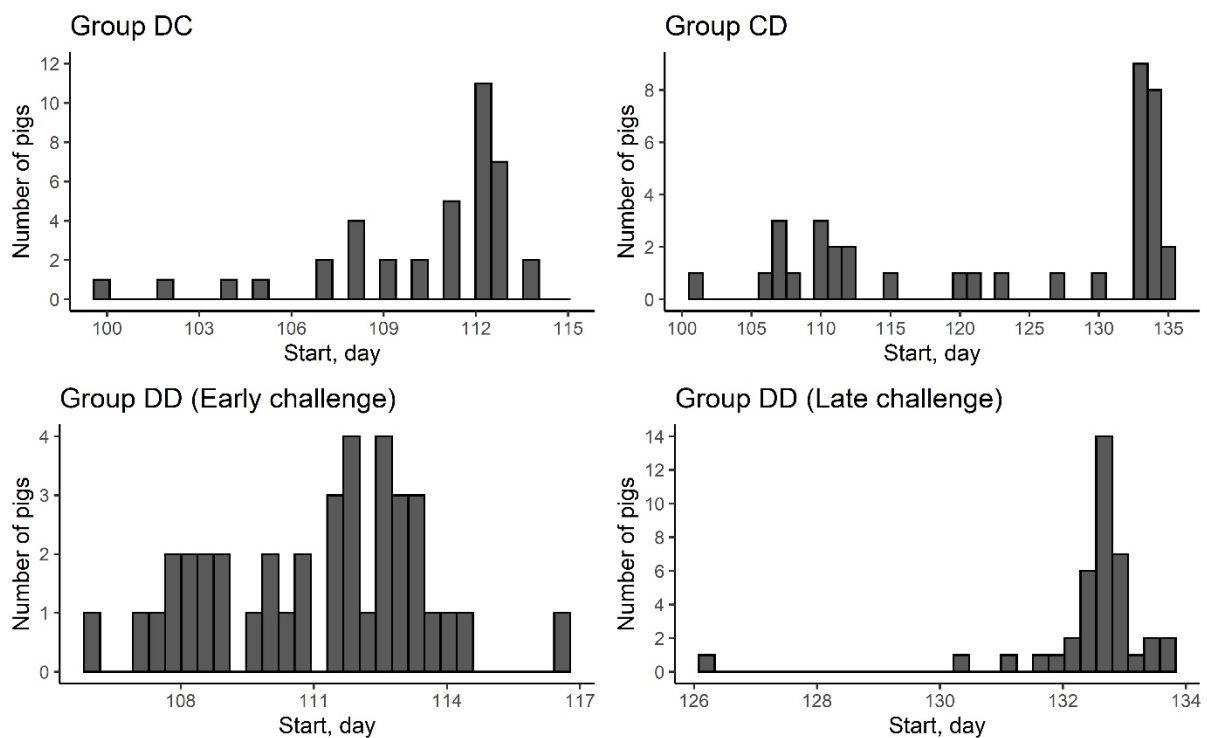 Group DC
Number of pigs
12
10
8
6
4
2
0
100 103 106 109 112 115
Start, day
Group CD
Number of pigs
8
6
4
2
0
100 105 110 115 120 125 130 135
Start, day
Group DD (Early challenge)
Number of pigs
4
3
2
1
0
108 111 114 117
Start, day
Group DD (Late challenge)
Number of pigs
14
12
10
8
6
4
2
0
126 128 130 132 134
Start, day